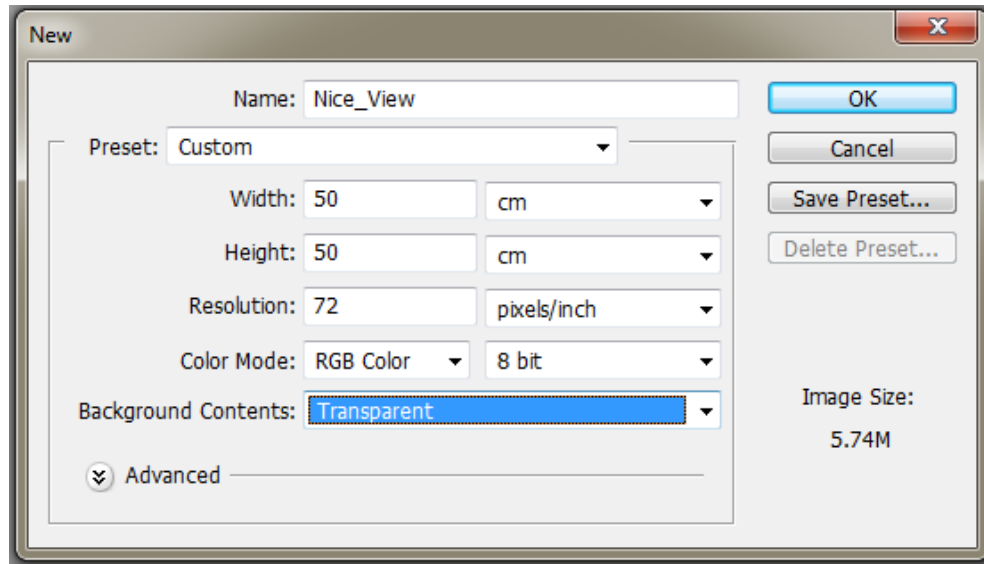 New
Name: Nice_View
OK
Preset: Custom
Cancel
Width: 50 cm
Save Preset...
Height: 50 cm
Delete Preset...
Resolution: 72 pixels/inch
Color Mode: RGB Color 8 bit
Background Contents: Transparent
Image Size:
5.74M
Advanced